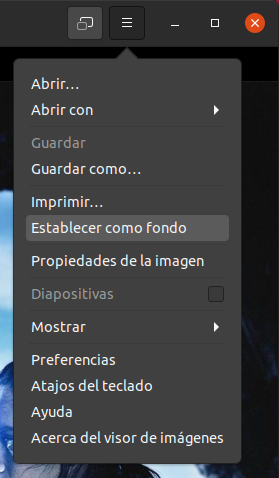 Abrir…
Abrir con
Guardar
Guardar como…
Imprimir…
Establecer como fondo
Propiedades de la imagen
Diapositivas
Mostrar
Preferencias
Atajos del teclado
Ayuda
Acerca del visor de imágenes